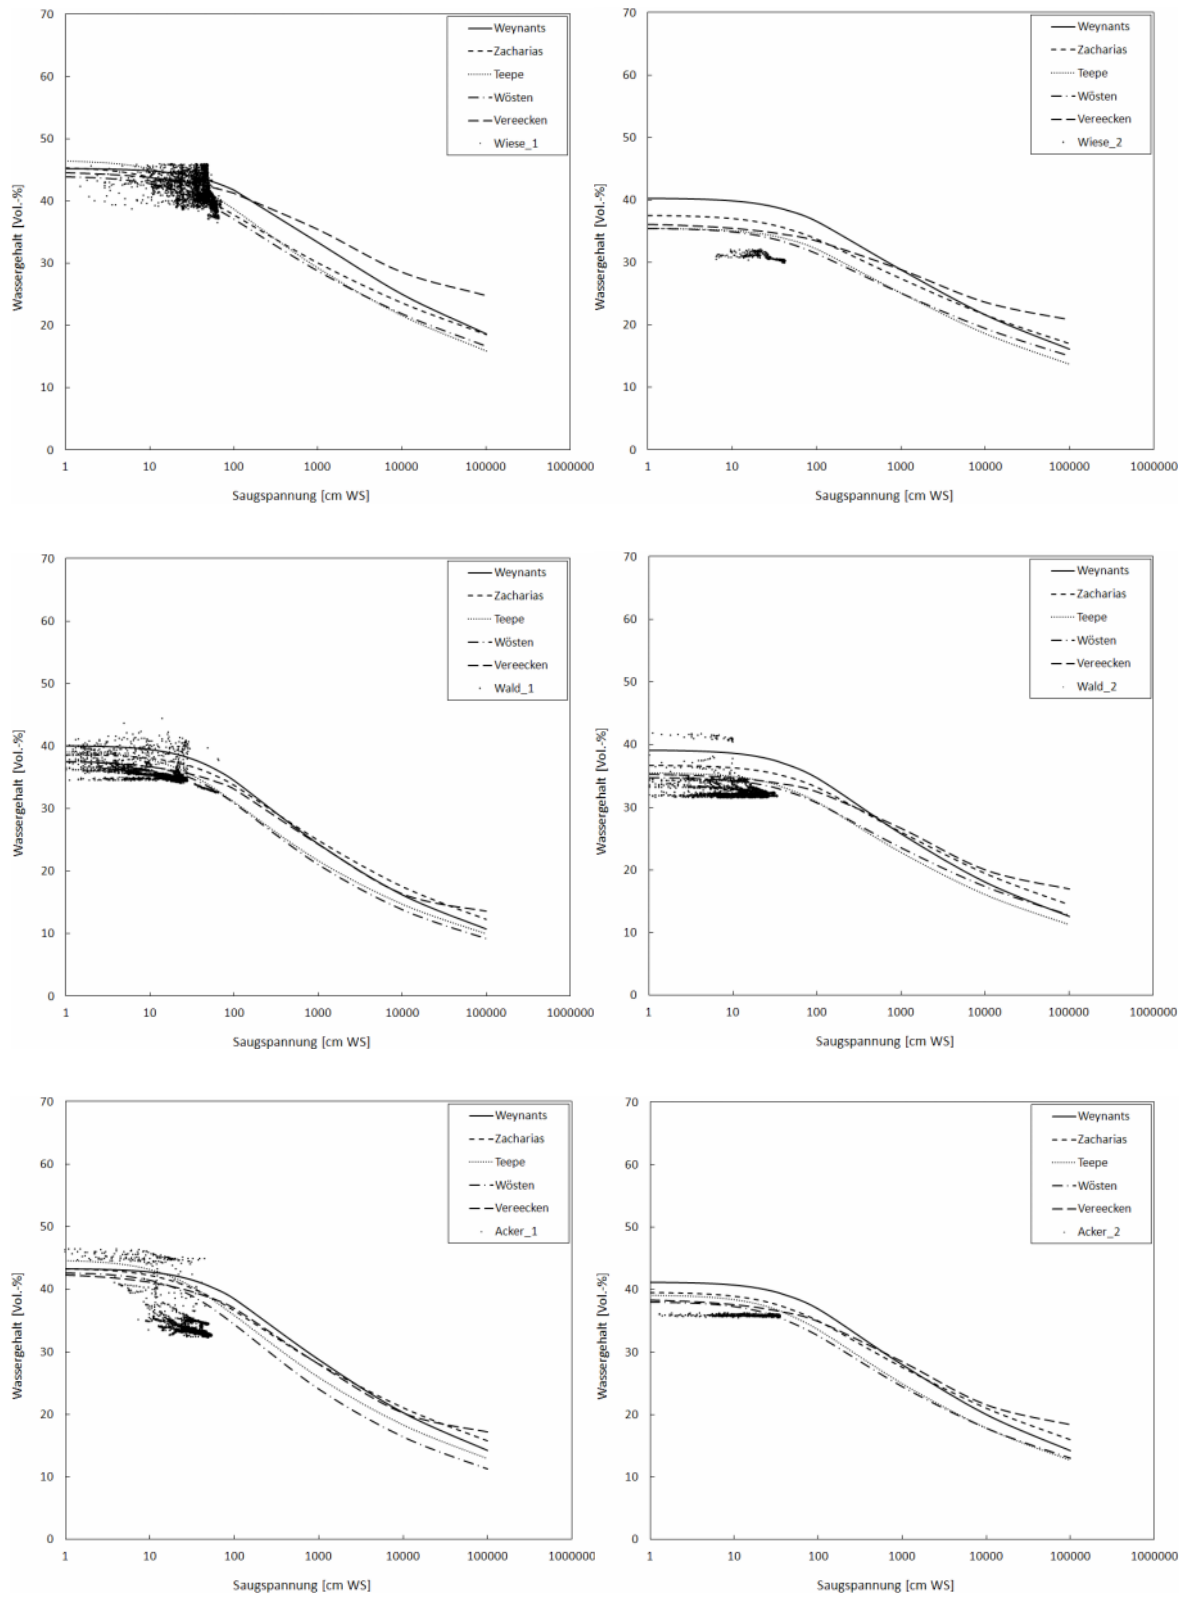 70
60
50
40
30
20
10
0
Wassergehalt [Vol.-%]
Weynants
Zacharias
Teepe
Wösten
Vereecken
Wiese_1
1 10 100 1000 10000 100000 1000000
Saugspannung [cm WS]
70
60
50
40
30
20
10
0
Wassergehalt [Vol.-%]
Weynants
Zacharias
Teepe
Wösten
Vereecken
Wiese_2
1 10 100 1000 10000 100000 1000000
Saugspannung [cm WS]
70
60
50
40
30
20
10
0
Wassergehalt [Vol.-%]
Weynants
Zacharias
Teepe
Wösten
Vereecken
Wald_1
1 10 100 1000 10000 100000 1000000
Saugspannung [cm WS]
70
60
50
40
30
20
10
0
Wassergehalt [Vol.-%]
Weynants
Zacharias
Teepe
Wösten
Vereecken
Wald_2
1 10 100 1000 10000 100000 1000000
Saugspannung [cm WS]
70
60
50
40
30
20
10
0
Wassergehalt [Vol.-%]
Weynants
Zacharias
Teepe
Wösten
Vereecken
Acker_1
1 10 100 1000 10000 100000 1000000
Saugspannung [cm WS]
70
60
50
40
30
20
10
0
Wassergehalt [Vol.-%]
Weynants
Zacharias
Teepe
Wösten
Vereecken
Acker_2
1 10 100 1000 10000 100000 1000000
Saugspannung [cm WS]